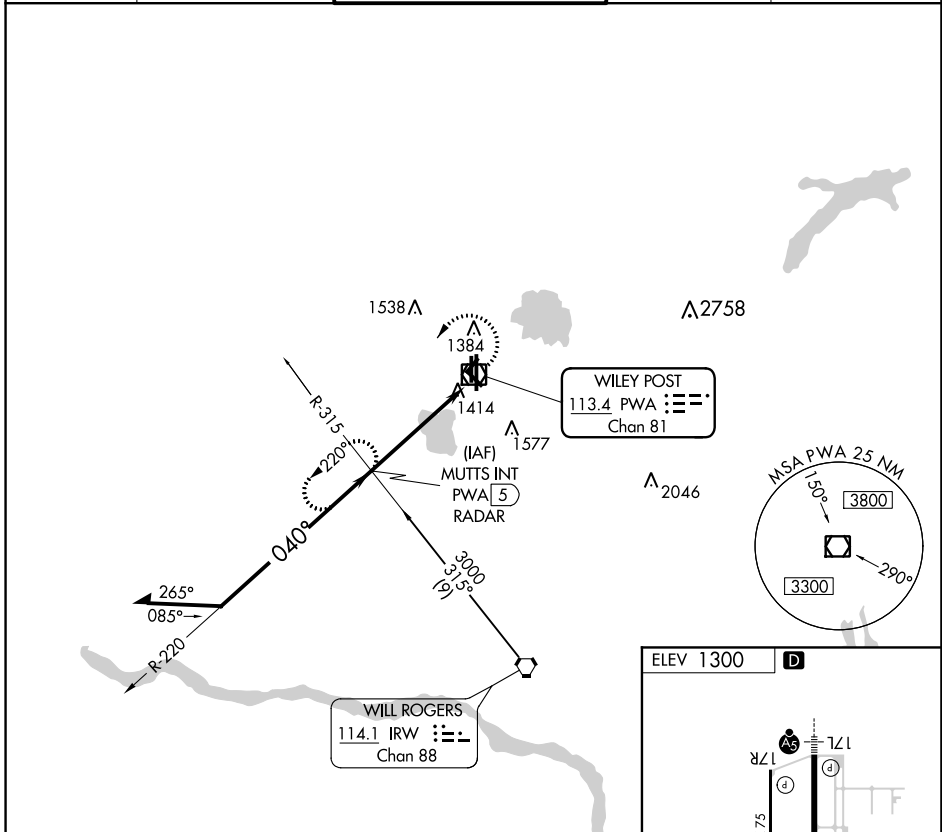 1538
2758
1384
WILEY POST
113.4 PWA
Chan 81
1414
1577
R-315
220°
(IAF)
MUTTS INT
PWA 5
RADAR
2046
MSA PWA 25 NM
150°
3800
290°
3300
040°
3000
315°
(9)
265°
085°
R-220
WILL ROGERS
114.1 IRW
Chan 88
ELEV 1300 D
A5
17L
17R
P
P
75